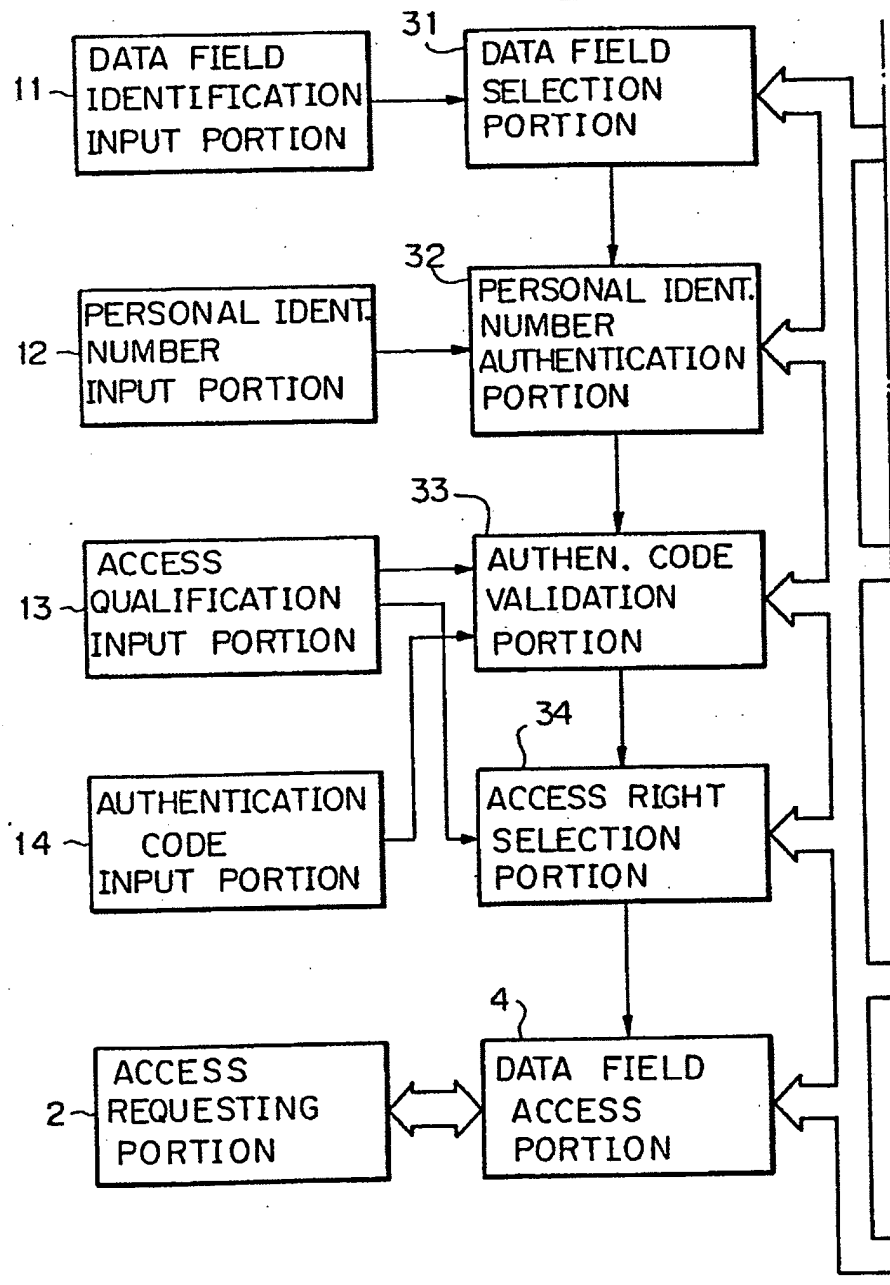 31
DATA FIELD
IDENTIFICATION
INPUT PORTION
11
DATA FIELD
SELECTION
PORTION
32
PERSONAL IDENT.
NUMBER
INPUT PORTION
12
PERSONAL IDENT.
NUMBER
AUTHENTICATION
PORTION
33
ACCESS
QUALIFICATION
INPUT PORTION
13
AUTHEN. CODE
VALIDATION
PORTION
34
AUTHENTICATION
CODE
INPUT PORTION
14
ACCESS RIGHT
SELECTION
PORTION
4
ACCESS
REQUESTING
PORTION
2
DATA FIELD
ACCESS
PORTION